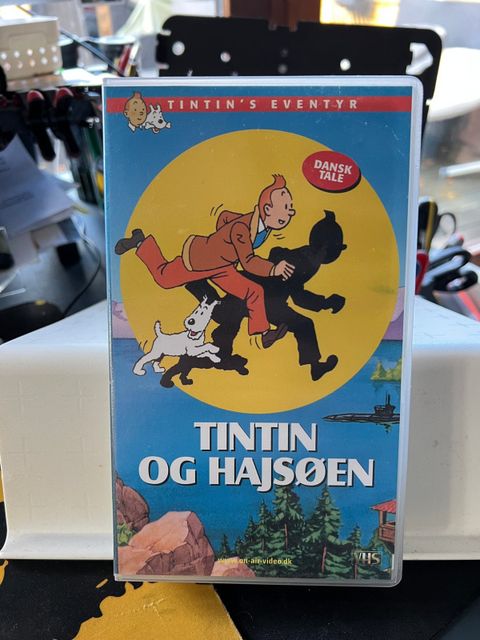 TINTIN'S EVENTYR
DANSK
TALE
TINTIN
OG HAJSØEN
www.on-air-video.dk
VHS